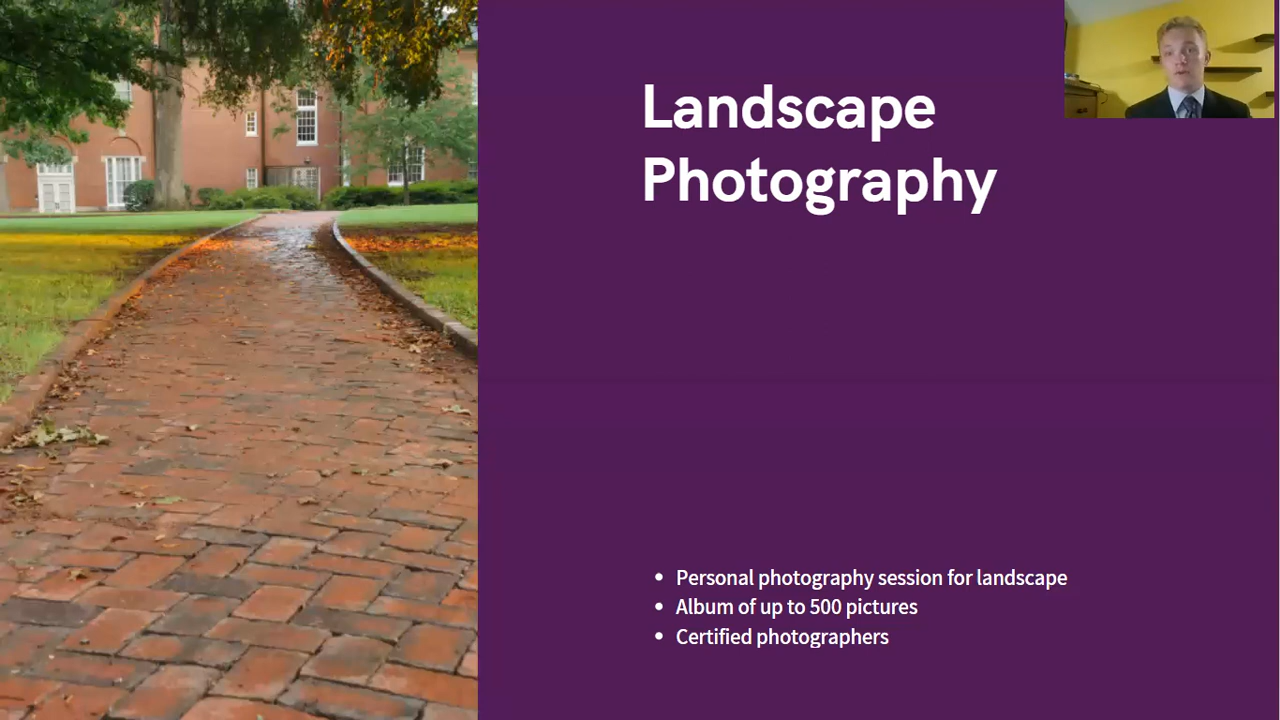 Landscape
Photography
• Personal photography session for landscape
• Album of up to 500 pictures
• Certified photographers